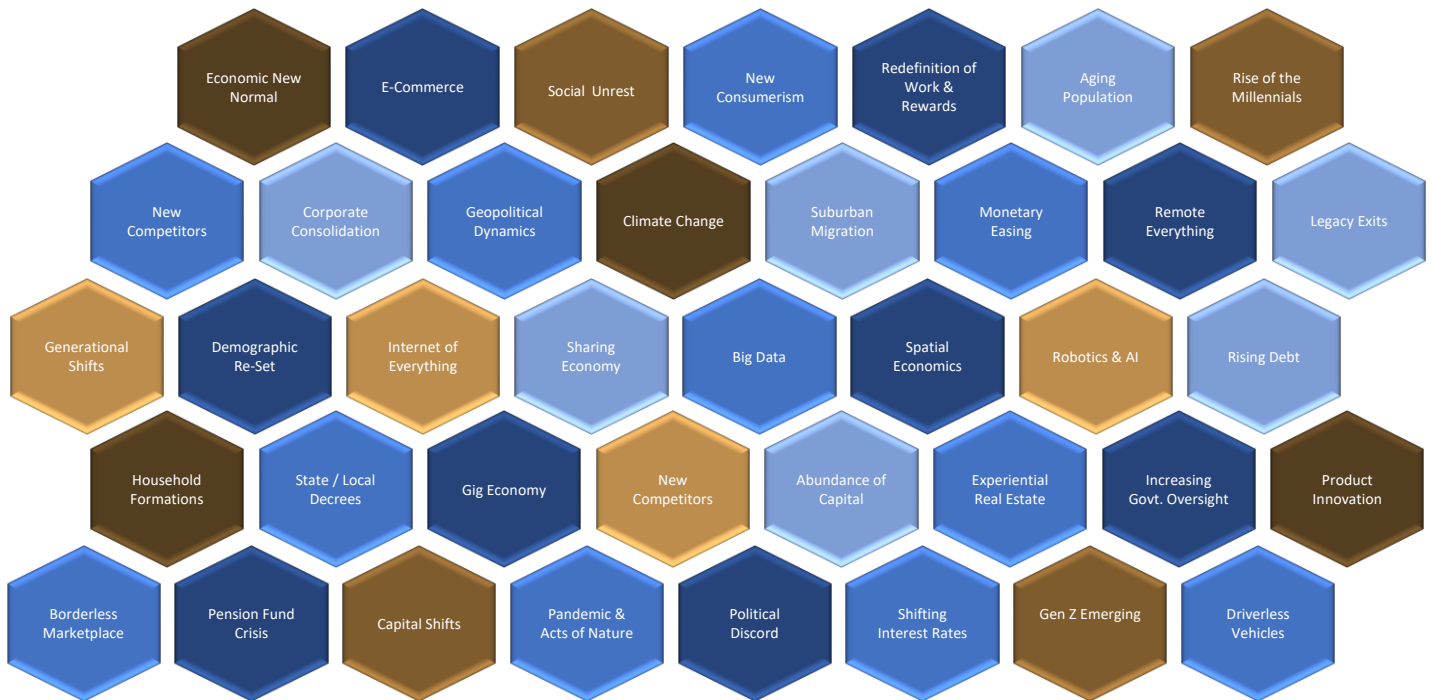 Economic New
Normal
E-Commerce
Social Unrest
New
Consumerism
Redefinition of
Work &
Rewards
Aging
Population
Rise of the
Millennials
New
Competitors
Corporate
Consolidation
Geopolitical
Dynamics
Climate Change
Suburban
Migration
Monetary
Easing
Remote
Everything
Legacy Exits
Generational
Shifts
Demographic
Re-Set
Internet of
Everything
Sharing
Economy
Big Data
Spatial
Economics
Robotics & AI
Rising Debt
Household
Formations
State / Local
Decrees
Gig Economy
New
Competitors
Abundance of
Capital
Experiential
Real Estate
Increasing
Govt. Oversight
Product
Innovation
Borderless
Marketplace
Pension Fund
Crisis
Capital Shifts
Pandemic &
Acts of Nature
Political
Discord
Shifting
Interest Rates
Gen Z Emerging
Driverless
Vehicles